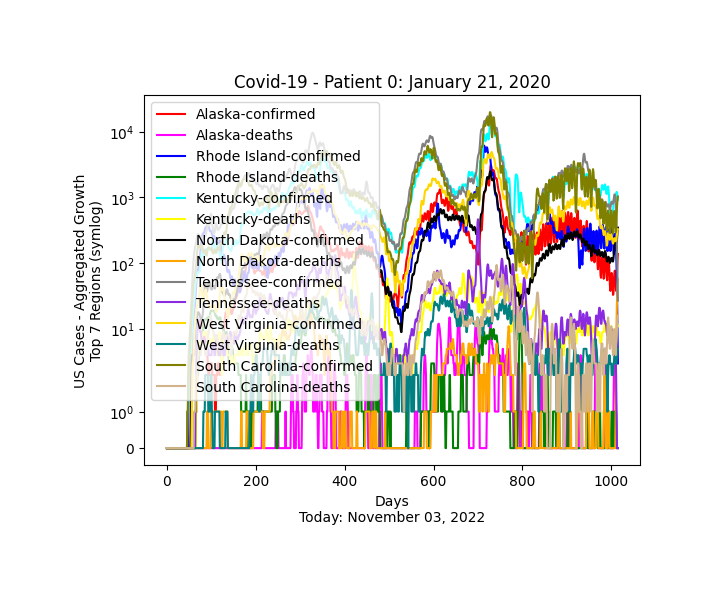 Covid-19 - Patient 0: January 21, 2020
US Cases - Aggregated Growth
Top 7 Regions (symlog)
10^4
10^3
10^2
10^1
10^0
0
Alaska-confirmed
Alaska-deaths
Rhode Island-confirmed
Rhode Island-deaths
Kentucky-confirmed
Kentucky-deaths
North Dakota-confirmed
North Dakota-deaths
Tennessee-confirmed
Tennessee-deaths
West Virginia-confirmed
West Virginia-deaths
South Carolina-confirmed
South Carolina-deaths
0 200 400 600 800 1000
Days
Today: November 03, 2022